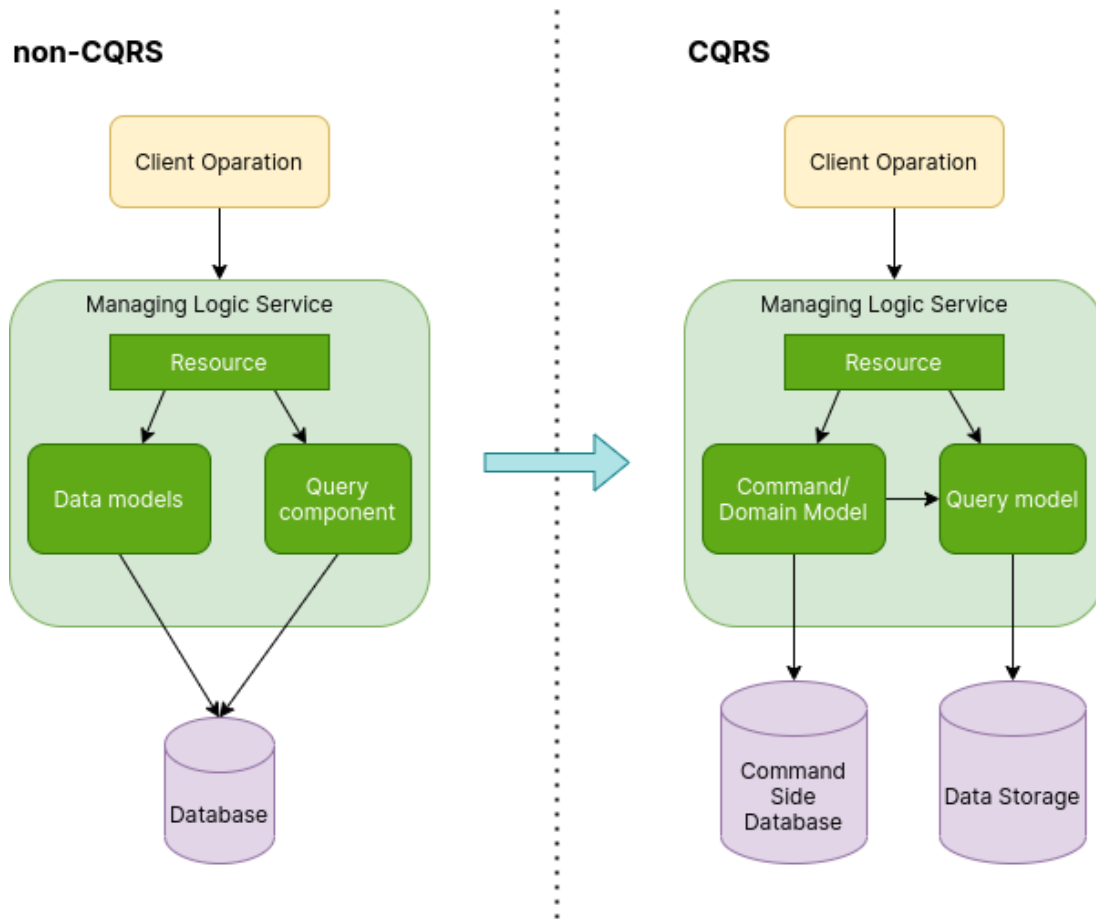 non-CQRS
Client Oparation
Managing Logic Service
Resource
Data models
Query
component
Database
CQRS
Client Oparation
Managing Logic Service
Resource
Command/
Domain Model
Query model
Command
Side
Database
Data Storage